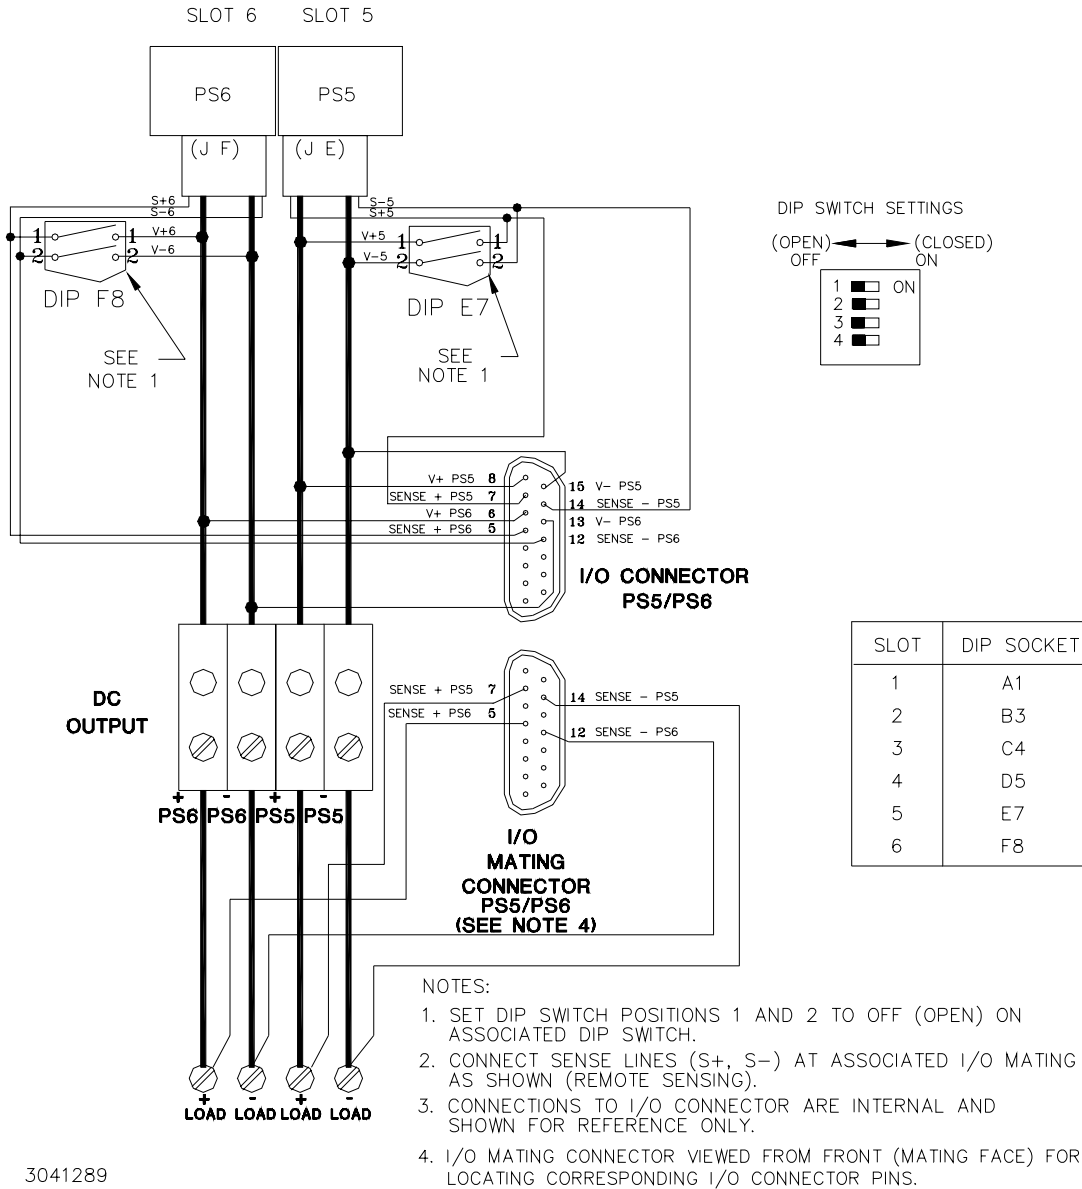 SLOT 6 SLOT 5
PS6 PS5
(J F) (J E)
S+6
S-6
S-5
S+5
V+6
V-6
V+5
V-5
1 1
2 2
1 1
2 2
DIP F8
DIP E7
SEE
NOTE 1
SEE
NOTE 1
DIP SWITCH SETTINGS
(OPEN) (CLOSED)
OFF ON
1 ON
2
3
4
V+ PS5 8
SENSE + PS5 7
V+ PS6 6
SENSE + PS6 5
15 V- PS5
14 SENSE - PS5
13 V- PS6
12 SENSE - PS6
I/O CONNECTOR
PS5/PS6
SLOT DIP SOCKET
1 A1
2 B3
3 C4
4 D5
5 E7
6 F8
DC
OUTPUT
SENSE + PS5 7
SENSE + PS6 5
14 SENSE - PS5
12 SENSE - PS6
+ - + -
PS6 PS6 PS5 PS5
I/O
MATING
CONNECTOR
PS5/PS6
(SEE NOTE 4)
+ - + -
LOAD LOAD LOAD LOAD
NOTES:
1. SET DIP SWITCH POSITIONS 1 AND 2 TO OFF (OPEN) ON
ASSOCIATED DIP SWITCH.
2. CONNECT SENSE LINES (S+, S-) AT ASSOCIATED I/O MATING
AS SHOWN (REMOTE SENSING).
3. CONNECTIONS TO I/O CONNECTOR ARE INTERNAL AND
SHOWN FOR REFERENCE ONLY.
4. I/O MATING CONNECTOR VIEWED FROM FRONT (MATING FACE) FOR
LOCATING CORRESPONDING I/O CONNECTOR PINS.
3041289